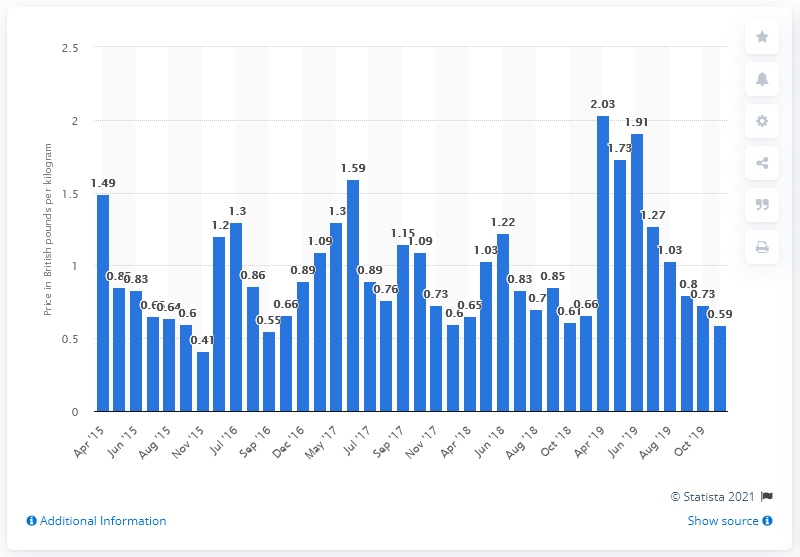 2.5
2
1.5
1
0.5
0
Price in British pounds per kilogram
1.49
0.83
0.64
0.6
0.41
1.2
1.3
0.86
0.55
0.66
0.89
1.09
1.3
1.59
0.89
0.76
1.15
1.09
0.73
0.6
0.65
1.03
1.22
0.83
0.7
0.85
0.61
0.66
2.03
1.73
1.91
1.27
1.03
0.8
0.73
0.59
Apr '15
Jun '15
Aug '15
Nov '15
Jul '16
Sep '16
Dec '16
May '17
Jul '17
Sep '17
Nov '17
Apr '18
Jun '18
Aug '18
Oct '18
Apr '19
Jun '19
Aug '19
Oct '19
© Statista 2021
Additional Information
Show source